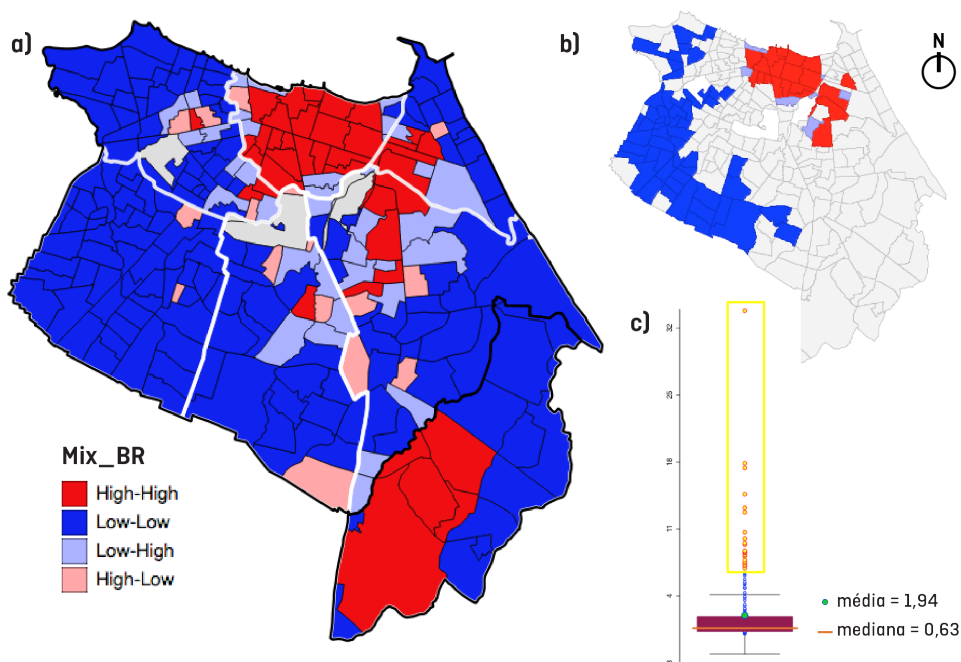 a)
b)
N
Mix_BR
High-High
Low-Low
Low-High
High-Low
c)
32
25
18
11
4
média = 1,94
mediana = 0,63